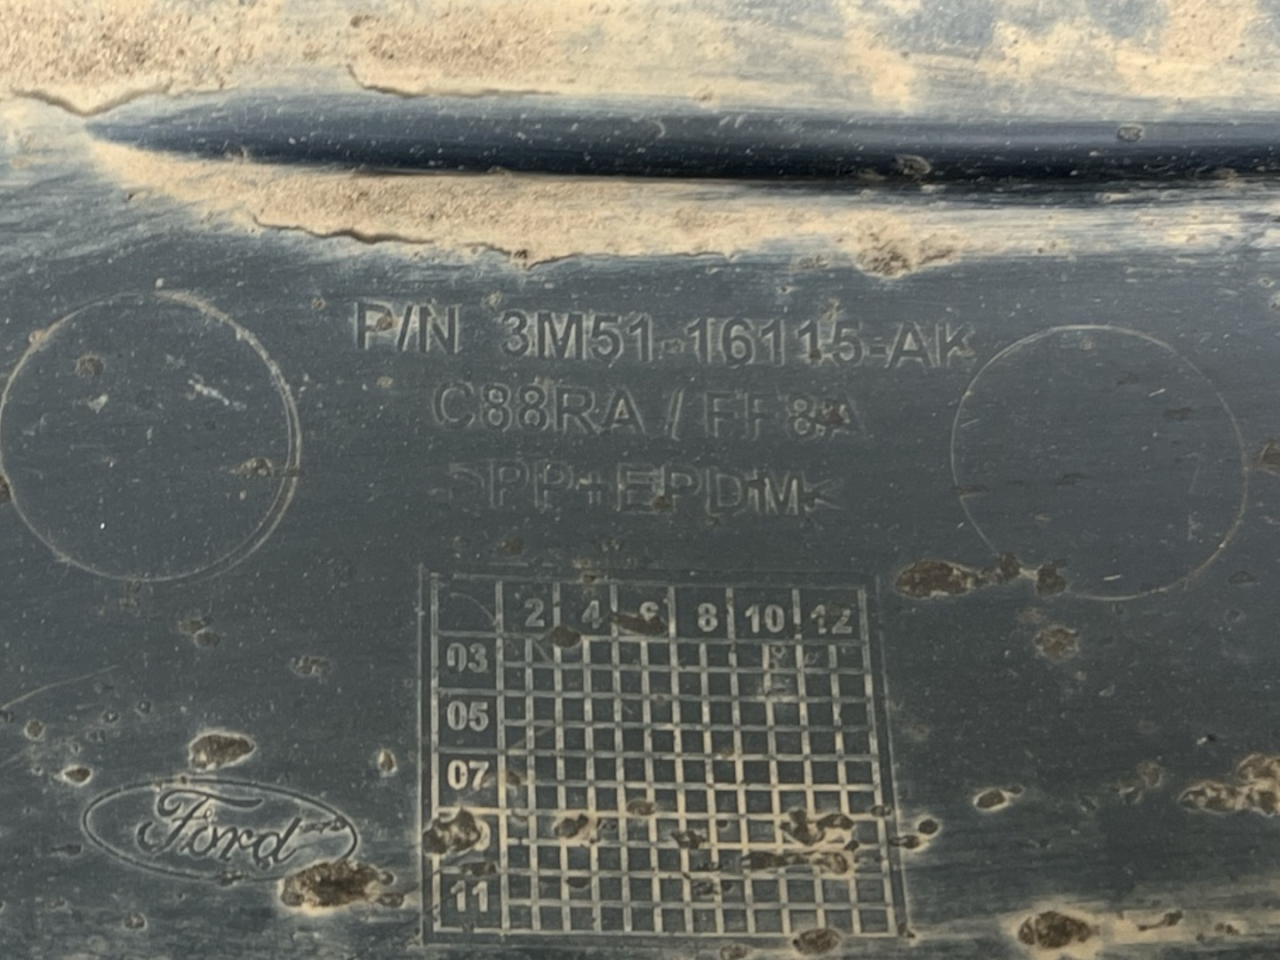 P/N 3M51-16115-AK
C88RA / FF8A
>PP+EPDM<
2 4 6 8 10 12
03
05
07
11
Ford